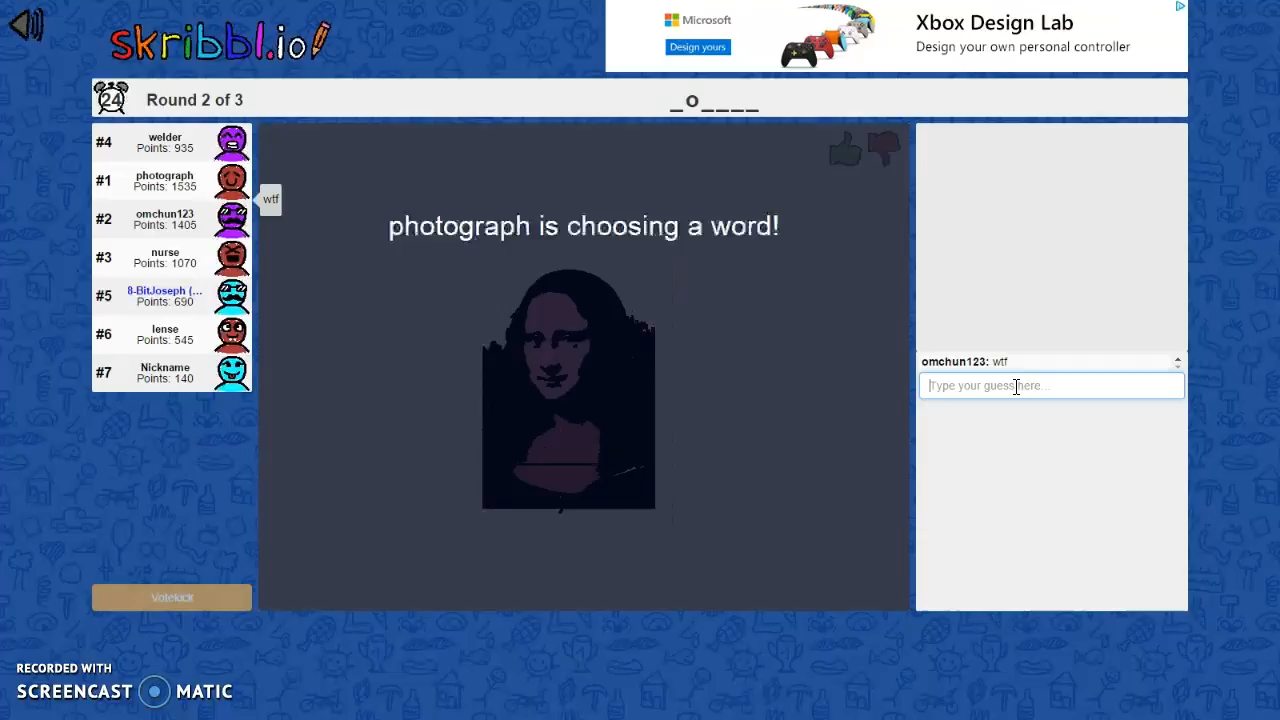 skribbl.io
Microsoft
Design yours
Xbox Design Lab
Design your own personal controller
24
Round 2 of 3
_o____
#4 welder
Points: 935
#1 photograph
Points: 1535
wtf
#2 omchun123
Points: 1405
#3 nurse
Points: 1070
#5 8-BitJoseph (...
Points: 690
#6 lense
Points: 545
#7 Nickname
Points: 140
photograph is choosing a word!
omchun123: wtf
Type your guess here...
Votekick
RECORDED WITH
SCREENCAST MATIC